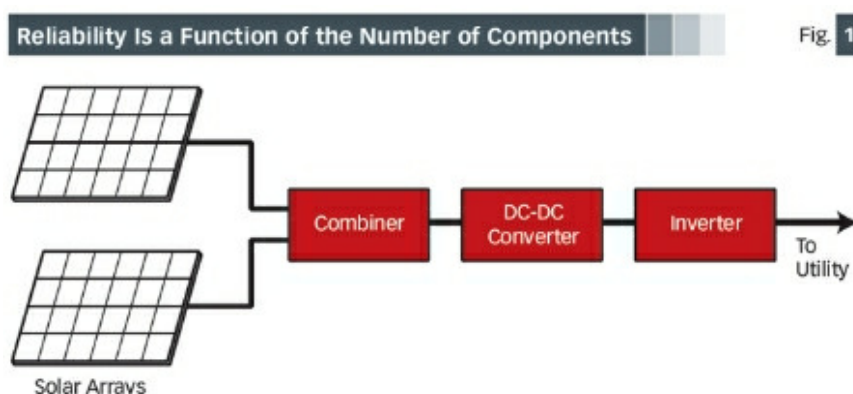 Reliability Is a Function of the Number of Components
Fig. 1
Combiner
DC-DC
Converter
Inverter
To
Utility
Solar Arrays